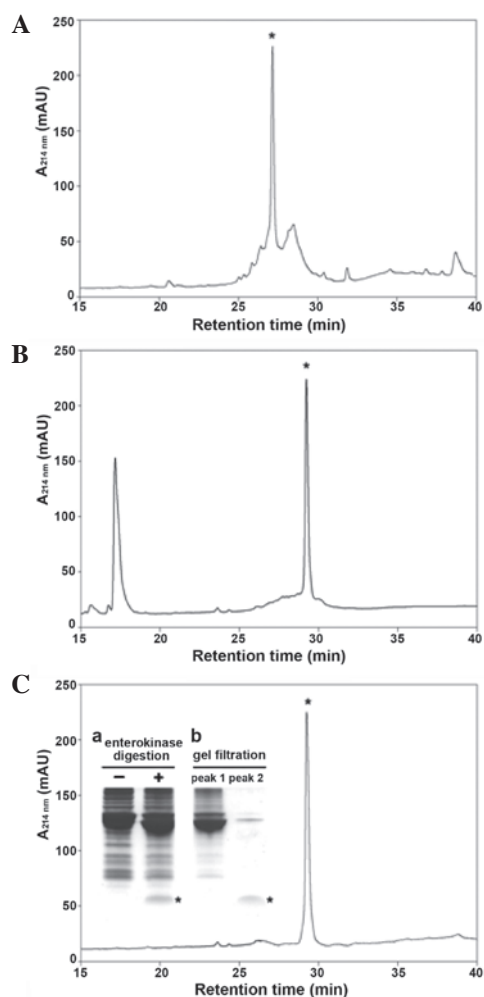 A
*
250
200
150
100
50
0
A214 nm (mAU)
15 20 25 30 35 40
Retention time (min)
B
*
250
200
150
100
50
0
A214 nm (mAU)
15 20 25 30 35 40
Retention time (min)
C
*
250
200
150
100
50
0
A214 nm (mAU)
a enterokinase digestion
− +
*
b gel filtration
peak 1 peak 2
*
15 20 25 30 35 40
Retention time (min)